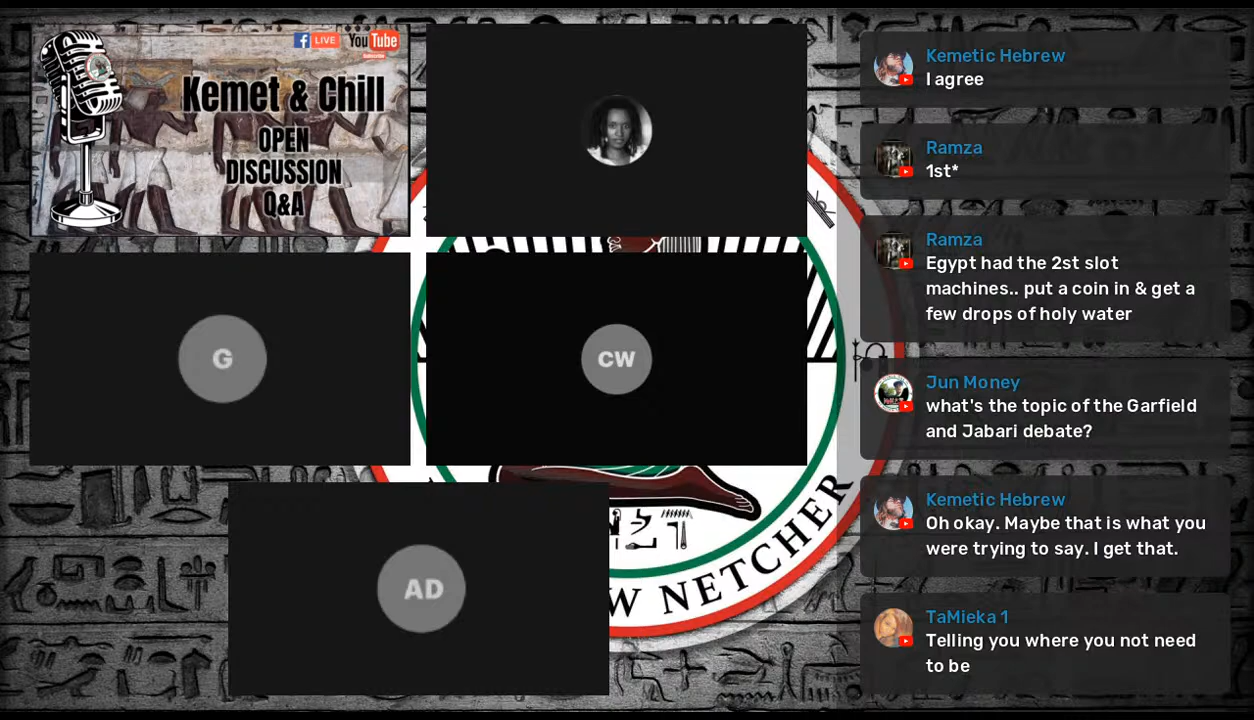 LIVE
YouTube
Kemet & Chill
OPEN
DISCUSSION
Q&A
G
CW
AD
W NETCHER
Kemetic Hebrew
I agree
Ramza
1st*
Ramza
Egypt had the 2st slot
machines.. put a coin in & get a
few drops of holy water
Jun Money
what's the topic of the Garfield
and Jabari debate?
Kemetic Hebrew
Oh okay. Maybe that is what you
were trying to say. I get that.
TaMieka 1
Telling you where you not need
to be